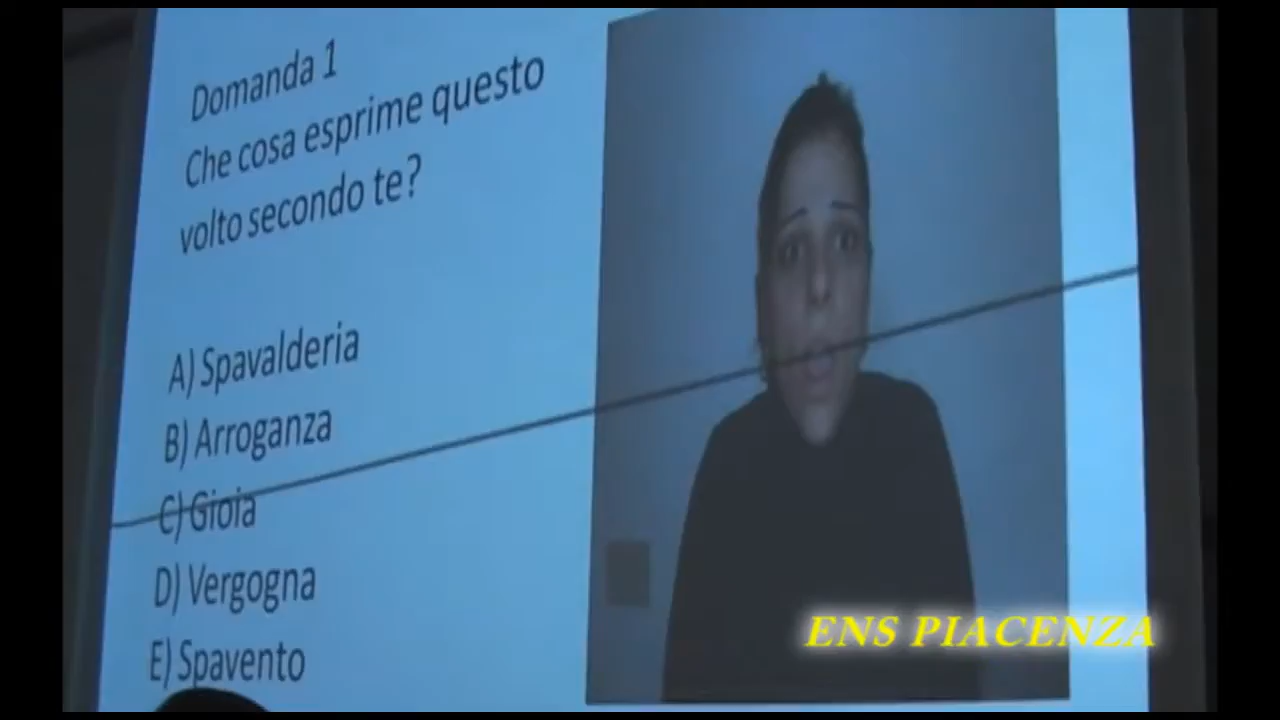 Domanda 1
Che cosa esprime questo
volto secondo te?
A) Spavalderia
B) Arroganza
C) Gioia
D) Vergogna
E) Spavento
ENS PIACENZA